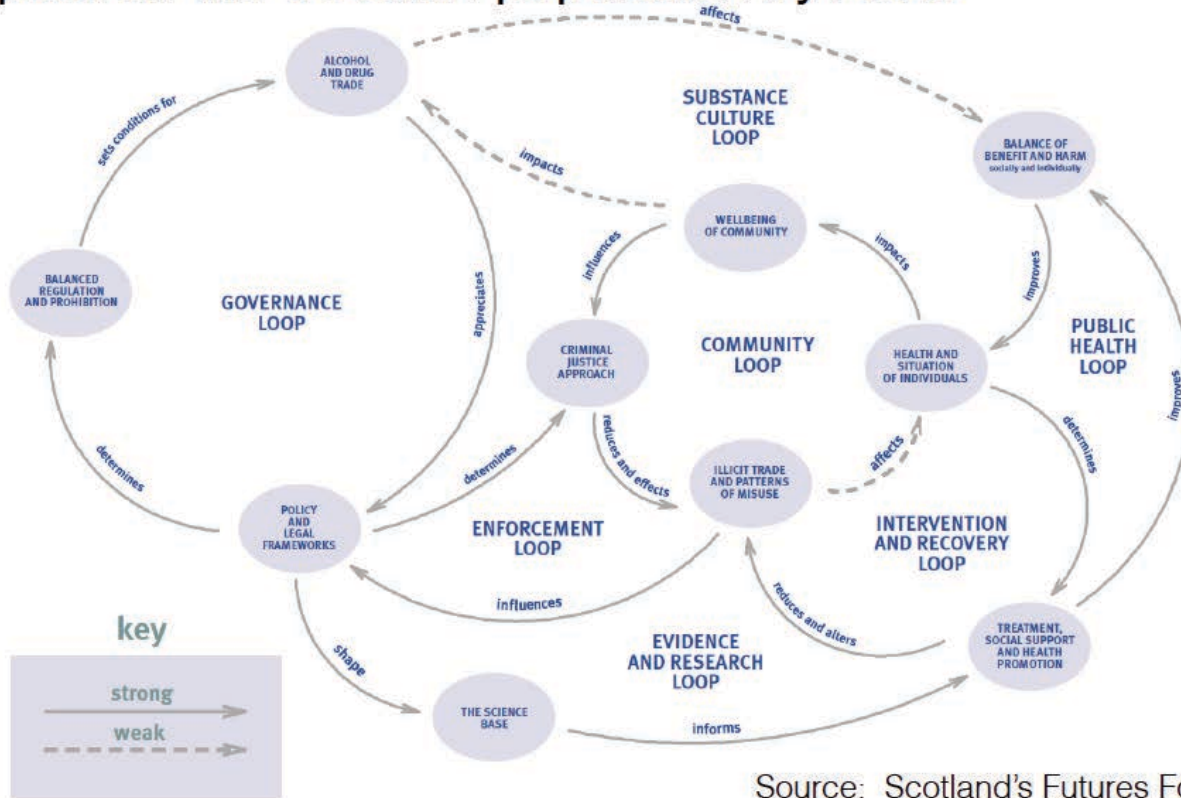 affects
ALCOHOL
AND DRUG
TRADE
SUBSTANCE
CULTURE
LOOP
sets conditions for
impacts
BALANCE OF
BENEFIT AND HARM
socially and individually
WELLBEING
OF COMMUNITY
influences
impacts
improves
BALANCED
REGULATION
AND PROHIBITION
GOVERNANCE
LOOP
appreciates
CRIMINAL
JUSTICE
APPROACH
COMMUNITY
LOOP
HEALTH AND
SITUATION
OF INDIVIDUALS
PUBLIC
HEALTH
LOOP
improves
determines
determines
reduces and effects
ILLICIT TRADE
AND PATTERNS
OF MISUSE
affects
determines
POLICY
AND
LEGAL
FRAMEWORKS
ENFORCEMENT
LOOP
INTERVENTION
AND RECOVERY
LOOP
influences
reduces and alters
TREATMENT,
SOCIAL SUPPORT
AND HEALTH
PROMOTION
key
strong
weak
shape
EVIDENCE
AND RESEARCH
LOOP
THE SCIENCE
BASE
informs
Source: Scotland's Futures Fo